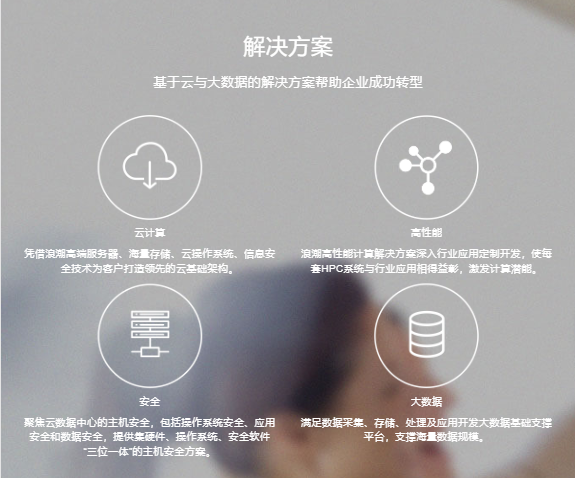 解决方案
基于云与大数据的解决方案帮助企业成功转型
云计算
凭借浪潮高端服务器、海量存储、云操作系统、信息安
全技术为客户打造领先的云基础架构。
高性能
浪潮高性能计算解决方案深入行业应用定制开发，使每
套HPC系统与行业应用相得益彰，激发计算潜能。
安全
聚焦云数据中心的主机安全，包括操作系统安全、应用
安全和数据安全，提供集硬件、操作系统、安全软件
“三位一体”的主机安全方案。
大数据
满足数据采集、存储、处理及应用开发大数据基础支撑
平台，支撑海量数据规模。